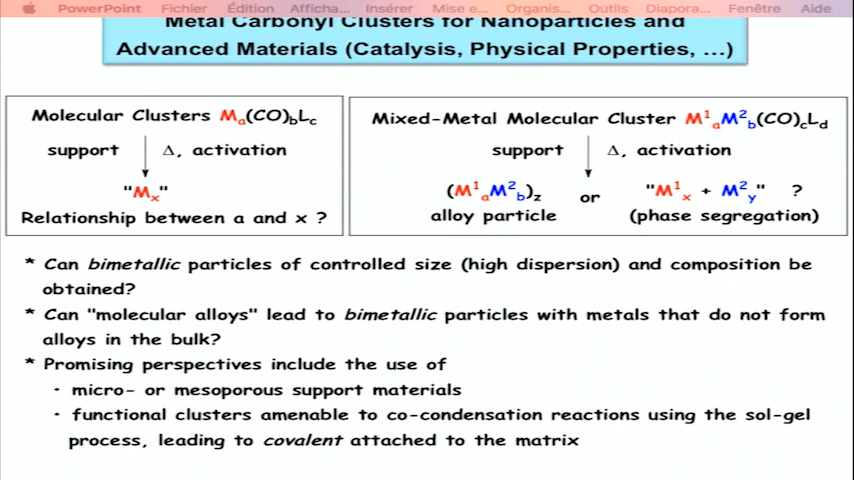 PowerPoint Fichier Édition Afficha... Insérer Mise e... Organis... Outils Diapora... Fenêtre Aide
Metal Carbonyl Clusters for Nanoparticles and
Advanced Materials (Catalysis, Physical Properties, ...)
Molecular Clusters Ma(CO)bLc
support Δ, activation
"Mx"
Relationship between a and x ?
Mixed-Metal Molecular Cluster M¹aM²b(CO)cLd
support Δ, activation
(M¹aM²b)z or "M¹x + M²y" ?
alloy particle (phase segregation)
* Can bimetallic particles of controlled size (high dispersion) and composition be
obtained?
* Can "molecular alloys" lead to bimetallic particles with metals that do not form
alloys in the bulk?
* Promising perspectives include the use of
· micro- or mesoporous support materials
· functional clusters amenable to co-condensation reactions using the sol-gel
process, leading to covalent attached to the matrix